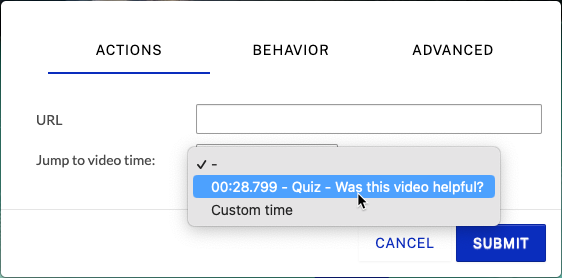 ACTIONS BEHAVIOR ADVANCED
URL
Jump to video time:
✓ -
00:28.799 - Quiz - Was this video helpful?
Custom time
CANCEL SUBMIT